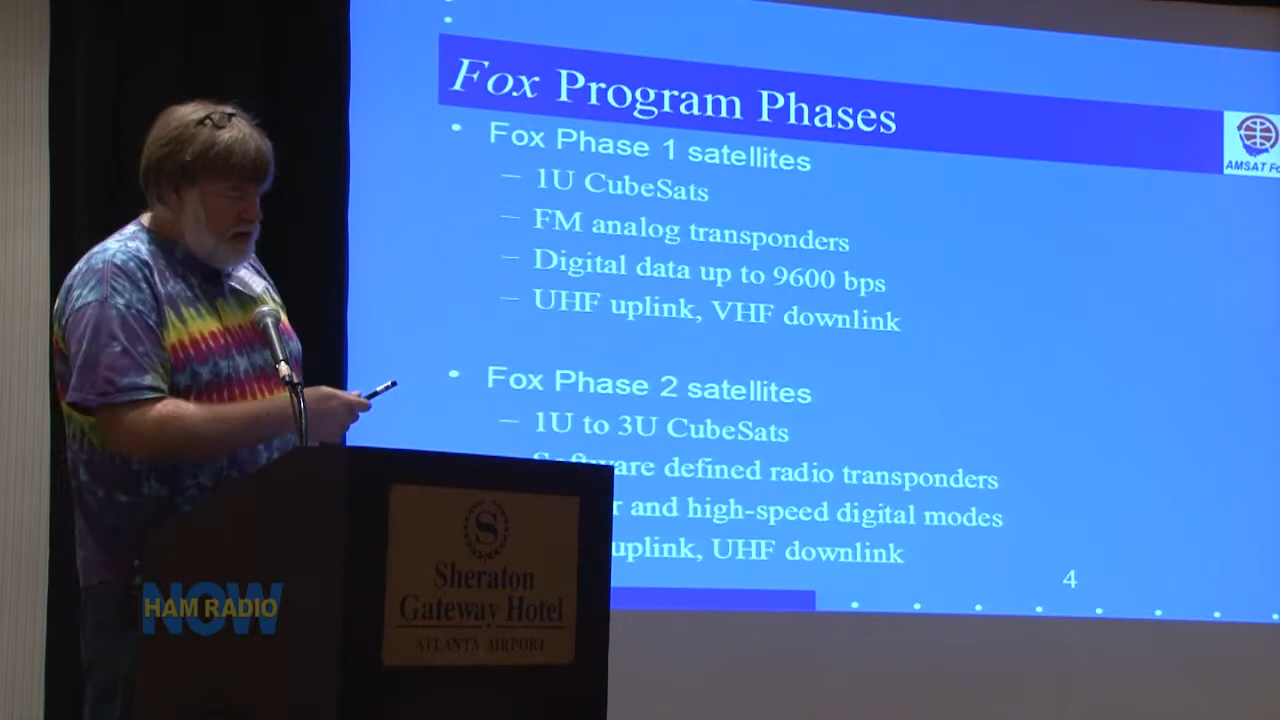 Fox Program Phases
• Fox Phase 1 satellites
– 1U CubeSats
– FM analog transponders
– Digital data up to 9600 bps
– UHF uplink, VHF downlink
• Fox Phase 2 satellites
– 1U to 3U CubeSats
Software defined radio transponders
and high-speed digital modes
uplink, UHF downlink
4
AMSAT
S
Sheraton
Gateway Hotel
ATLANTA AIRPORT
NOW
HAM RADIO